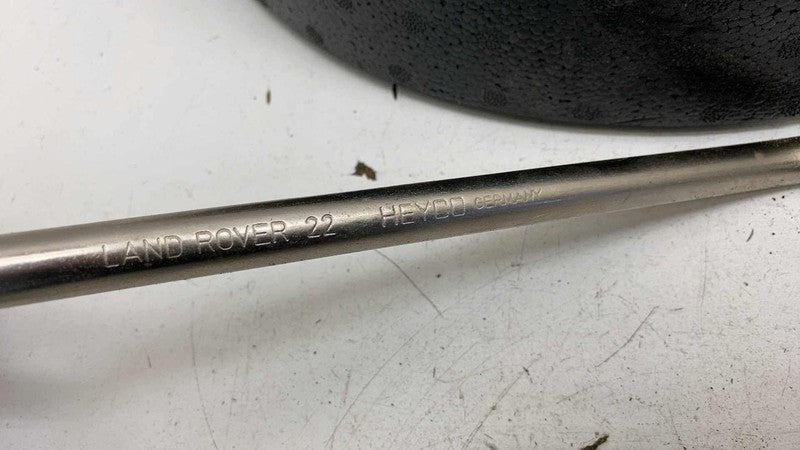 LAND ROVER 22 HEYCO GERMANY